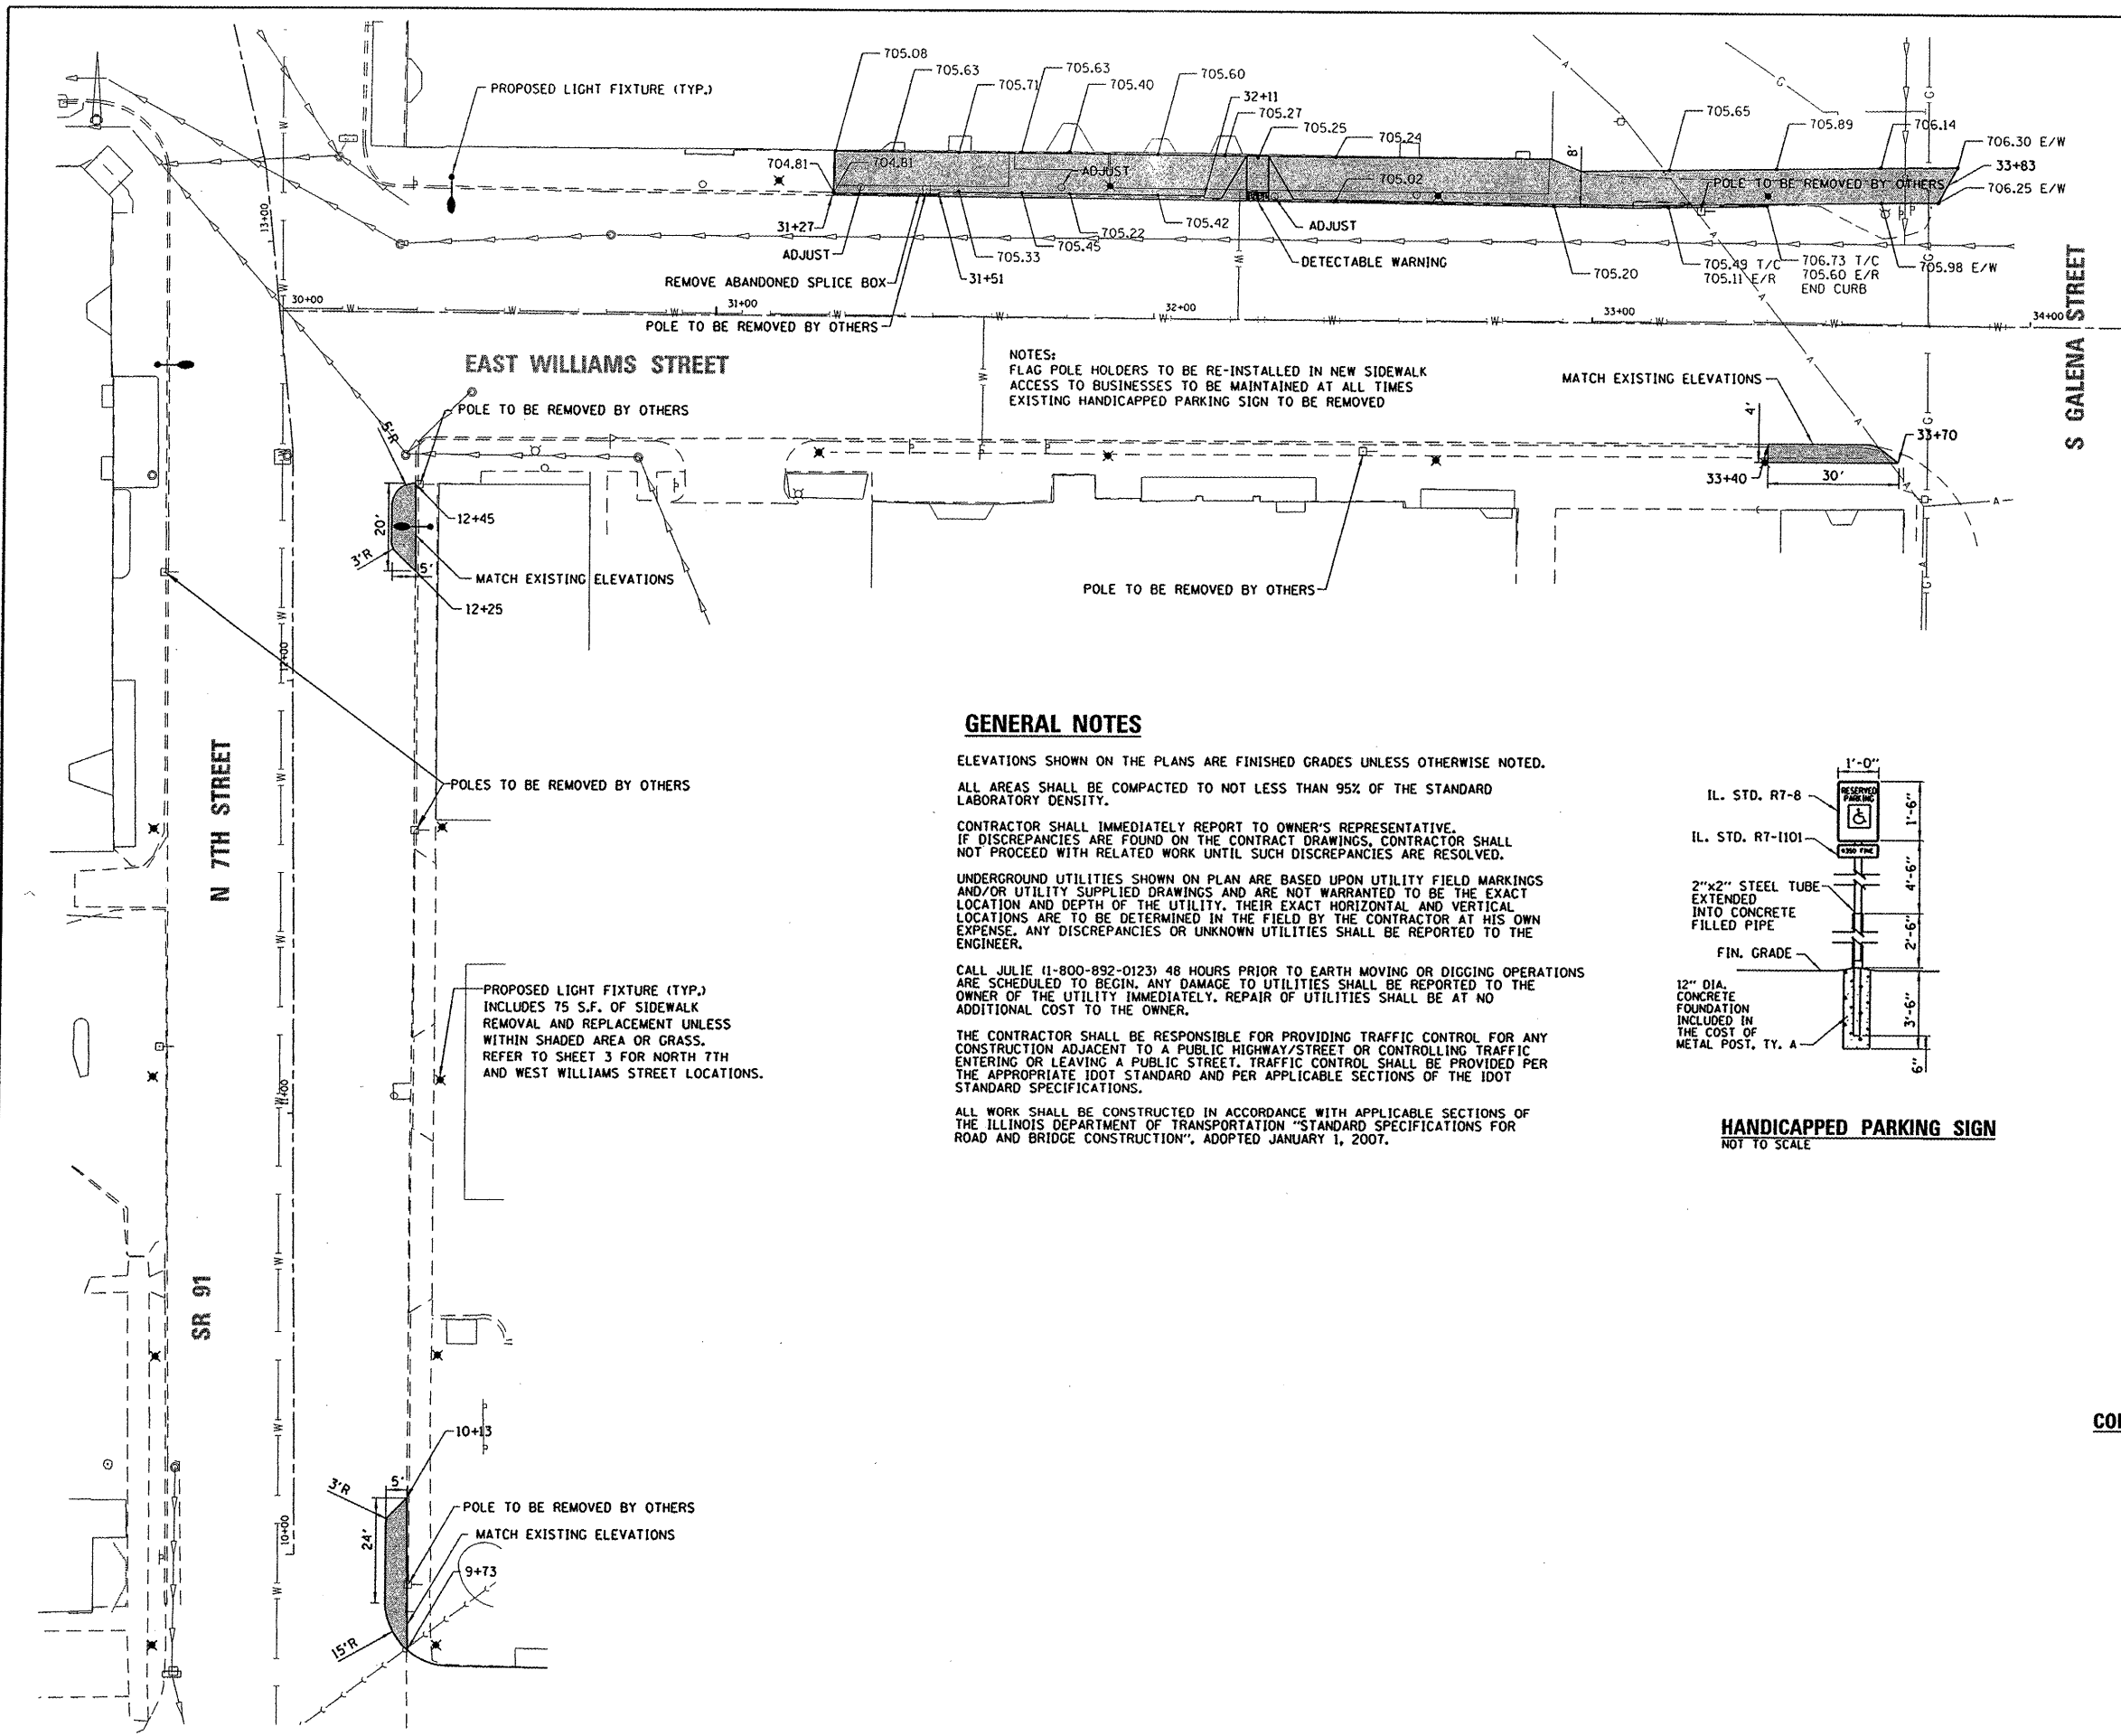 705.08
705.63
705.71
705.63
705.40
705.60
32+11
705.27
705.25
705.24
705.65
705.89
706.14
706.30 E/W
33+83
706.25 E/W
PROPOSED LIGHT FIXTURE (TYP.)
704.81
704.81
ADJUST
8'
705.02
POLE TO BE REMOVED BY OTHERS
13+00
31+27
ADJUST
705.33
705.45
705.22
705.42
ADJUST
DETECTABLE WARNING
705.20
705.49 T/C
705.11 E/R
706.73 T/C
705.60 E/R
END CURB
705.98 E/W
REMOVE ABANDONED SPLICE BOX
31+51
POLE TO BE REMOVED BY OTHERS
30+00
31+00
32+00
33+00
34+00
S GALENA STREET
EAST WILLIAMS STREET
NOTES:
FLAG POLE HOLDERS TO BE RE-INSTALLED IN NEW SIDEWALK
ACCESS TO BUSINESSES TO BE MAINTAINED AT ALL TIMES
EXISTING HANDICAPPED PARKING SIGN TO BE REMOVED
MATCH EXISTING ELEVATIONS
4'
33+70
33+40
30'
POLE TO BE REMOVED BY OTHERS
5'R
12+45
20'
3'R
5'
MATCH EXISTING ELEVATIONS
12+25
POLE TO BE REMOVED BY OTHERS
12+00
N 7TH STREET
POLES TO BE REMOVED BY OTHERS
PROPOSED LIGHT FIXTURE (TYP.)
INCLUDES 75 S.F. OF SIDEWALK
REMOVAL AND REPLACEMENT UNLESS
WITHIN SHADED AREA OR GRASS.
REFER TO SHEET 3 FOR NORTH 7TH
AND WEST WILLIAMS STREET LOCATIONS.
11+00
SR 91
10+13
3'R
5'
24'
POLE TO BE REMOVED BY OTHERS
MATCH EXISTING ELEVATIONS
10+00
9+73
15'R
GENERAL NOTES
ELEVATIONS SHOWN ON THE PLANS ARE FINISHED GRADES UNLESS OTHERWISE NOTED.
ALL AREAS SHALL BE COMPACTED TO NOT LESS THAN 95% OF THE STANDARD
LABORATORY DENSITY.
CONTRACTOR SHALL IMMEDIATELY REPORT TO OWNER'S REPRESENTATIVE.
IF DISCREPANCIES ARE FOUND ON THE CONTRACT DRAWINGS, CONTRACTOR SHALL
NOT PROCEED WITH RELATED WORK UNTIL SUCH DISCREPANCIES ARE RESOLVED.
UNDERGROUND UTILITIES SHOWN ON PLAN ARE BASED UPON UTILITY FIELD MARKINGS
AND/OR UTILITY SUPPLIED DRAWINGS AND ARE NOT WARRANTED TO BE THE EXACT
LOCATION AND DEPTH OF THE UTILITY. THEIR EXACT HORIZONTAL AND VERTICAL
LOCATIONS ARE TO BE DETERMINED IN THE FIELD BY THE CONTRACTOR AT HIS OWN
EXPENSE. ANY DISCREPANCIES OR UNKNOWN UTILITIES SHALL BE REPORTED TO THE
ENGINEER.
CALL JULIE (1-800-892-0123) 48 HOURS PRIOR TO EARTH MOVING OR DIGGING OPERATIONS
ARE SCHEDULED TO BEGIN. ANY DAMAGE TO UTILITIES SHALL BE REPORTED TO THE
OWNER OF THE UTILITY IMMEDIATELY. REPAIR OF UTILITIES SHALL BE AT NO
ADDITIONAL COST TO THE OWNER.
THE CONTRACTOR SHALL BE RESPONSIBLE FOR PROVIDING TRAFFIC CONTROL FOR ANY
CONSTRUCTION ADJACENT TO A PUBLIC HIGHWAY/STREET OR CONTROLLING TRAFFIC
ENTERING OR LEAVING A PUBLIC STREET. TRAFFIC CONTROL SHALL BE PROVIDED PER
THE APPROPRIATE IDOT STANDARD AND PER APPLICABLE SECTIONS OF THE IDOT
STANDARD SPECIFICATIONS.
ALL WORK SHALL BE CONSTRUCTED IN ACCORDANCE WITH APPLICABLE SECTIONS OF
THE ILLINOIS DEPARTMENT OF TRANSPORTATION "STANDARD SPECIFICATIONS FOR
ROAD AND BRIDGE CONSTRUCTION", ADOPTED JANUARY 1, 2007.
1'-0"
IL. STD. R7-8
RESERVED
PARKING
1'-6"
IL. STD. R7-I101
$350 FINE
2"x2" STEEL TUBE
EXTENDED
INTO CONCRETE
FILLED PIPE
4'-6"
2'-6"
FIN. GRADE
12" DIA.
CONCRETE
FOUNDATION
INCLUDED IN
THE COST OF
METAL POST, TY. A
3'-6"
6"
HANDICAPPED PARKING SIGN
NOT TO SCALE